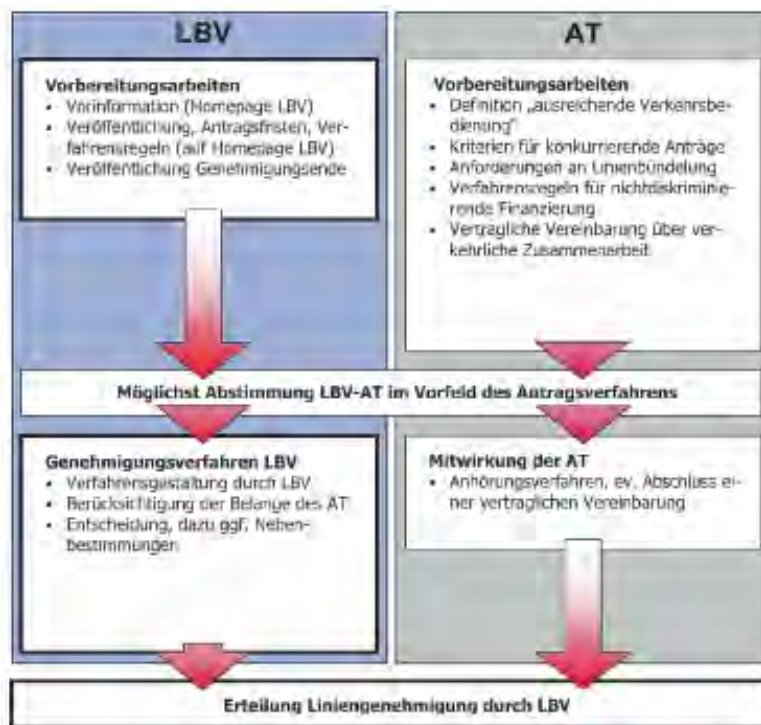 LBV
Vorbereitungsarbeiten
• Vorinformation (Homepage LBV)
• Veröffentlichung, Antragsfristen, Ver-
fahrensregeln (auf Homepage LBV)
• Veröffentlichung Genehmigungsende
AT
Vorbereitungsarbeiten
• Definition „ausreichende Verkehrsbe-
dienung"
• Kriterien für konkurrierende Anträge
• Anforderungen an Linienbündelung
• Verfahrensregeln für nichtdiskriminie-
rende Finanzierung
• Vertragliche Vereinbarung über ver-
kehrliche Zusammenarbeit
Möglichst Abstimmung LBV-AT im Vorfeld des Antragsverfahrens
Genehmigungsverfahren LBV
• Verfahrensgestaltung durch LBV
• Berücksichtigung der Belange des AT
• Entscheidung, dazu ggf. Neben-
bestimmungen
Mitwirkung der AT
• Anhörungsverfahren, ev. Abschluss ei-
ner vertraglichen Vereinbarung
Erteilung Liniengenehmigung durch LBV